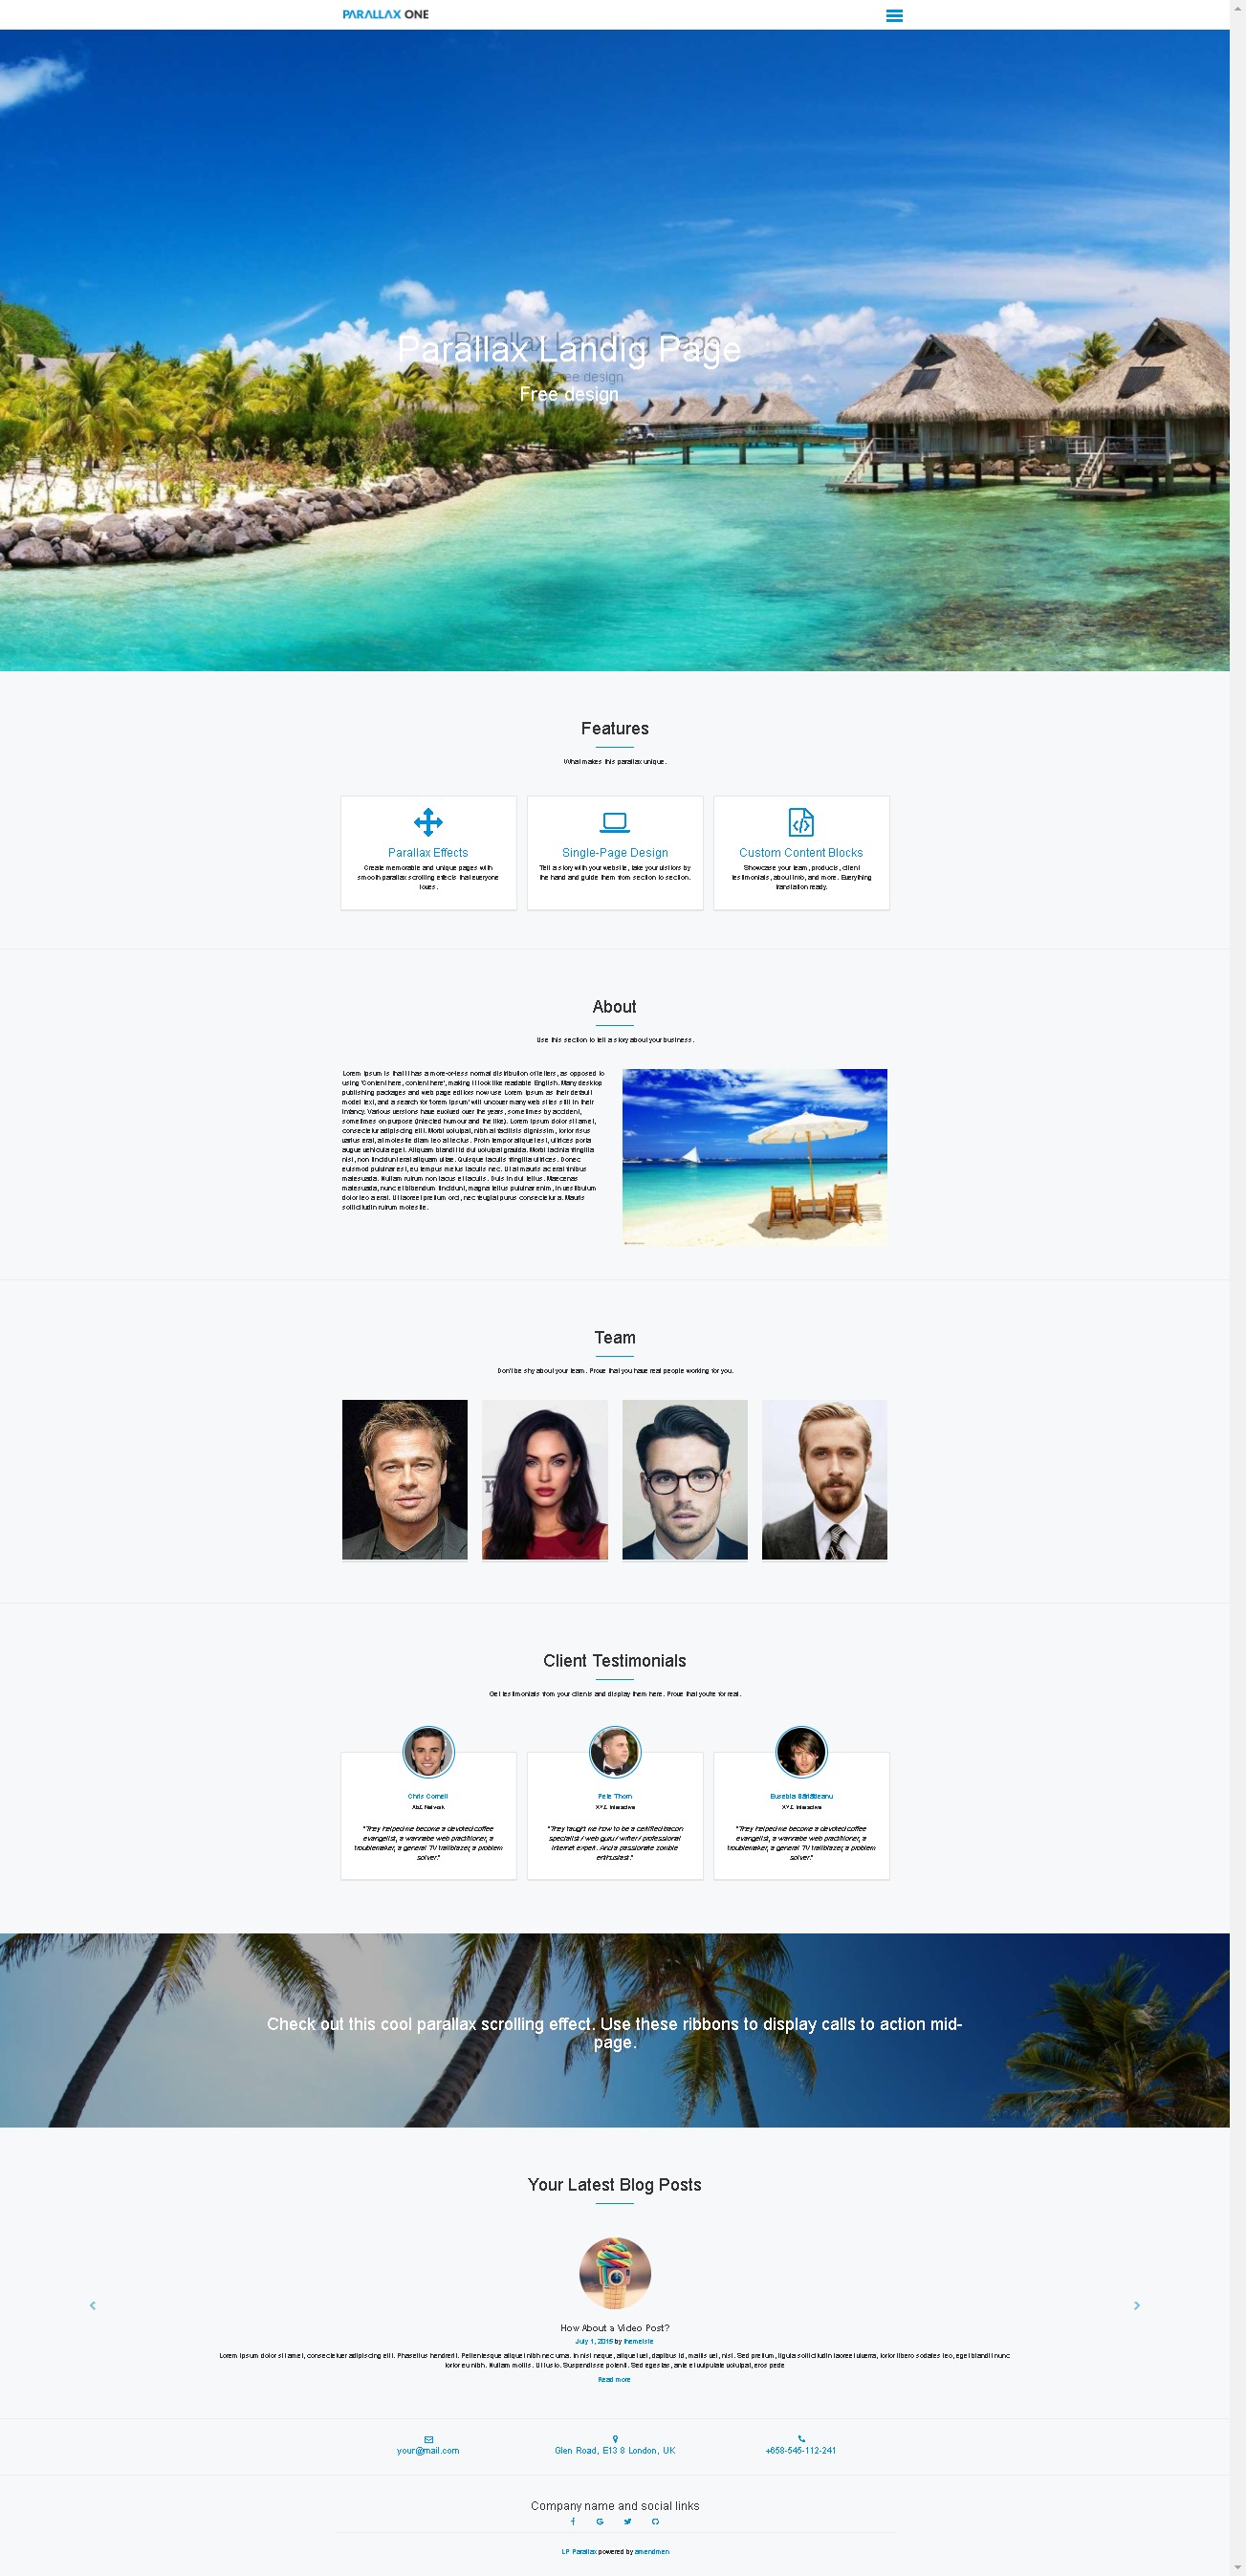 PARALLAX ONE
Parallax Landig Page
Parallax Landing Page
Free design
Free design
Features
What makes this parallax unique.
Parallax Effects
Create memorable and unique pages with
smooth parallax scrolling effects that everyone
loves.
Single-Page Design
Tell a story with your website, take your visitors by
the hand and guide them from section to section.
Custom Content Blocks
Showcase your team, products, client
testimonials, about info, and more. Everything
translation ready.
About
Use this section to tell a story about your business.
Lorem Ipsum is that it has a more-or-less normal distribution of letters, as opposed to
using 'Content here, content here', making it look like readable English. Many desktop
publishing packages and web page editors now use Lorem Ipsum as their default
model text, and a search for 'lorem ipsum' will uncover many web sites still in their
infancy. Various versions have evolved over the years, sometimes by accident,
sometimes on purpose (injected humour and the like). Lorem ipsum dolor sit amet,
consectetur adipiscing elit. Morbi volutpat, nibh at facilisis dignissim, tortor risus
varius erat, at molestie diam leo at lectus. Proin tempor aliquet est, ultrices porta
augue vehicula eget. Aliquam blandit id dui volutpat gravida. Morbi lacinia fringilla
nisl, non tincidunt erat aliquam vitae. Quisque iaculis fringilla ultrices. Donec
euismod pulvinar est, eu tempus metus iaculis nec. Ut at mauris ac erat finibus
malesuada. Nullam rutrum non lacus et iaculis. Duis in dui tellus. Maecenas
malesuada, nunc et bibendum tincidunt, magna tellus pulvinar enim, in vestibulum
dolor leo a erat. Ut laoreet pretium orci, nec feugiat purus consectetur a. Mauris
sollicitudin rutrum molestie.
Team
Don't be shy about your team. Prove that you have real people working for you.
Client Testimonials
Get testimonials from your clients and display them here. Prove that you're for real.
Chris Cornell
AbZ Network
"They helped me become a devoted coffee
evangelist, a wannabe web practitioner, a
troublemaker, a general TV trailblazer, a problem
solver."
Pete Thorn
XYZ Interactive
"They taught me how to be a certified bacon
specialist / web guru / writer / professional
internet expert. And a passionate zombie
enthusiast."
Eusebia
XYZ Interactive
"They helped me become a devoted coffee
evangelist, a wannabe web practitioner, a
troublemaker, a general TV trailblazer, a problem
solver."
Check out this cool parallax scrolling effect. Use these ribbons to display calls to action mid-
page.
Your Latest Blog Posts
How About a Video Post?
July 1, 2015 by themeisle
Lorem ipsum dolor sit amet, consectetuer adipiscing elit. Phasellus hendrerit. Pellentesque aliquet nibh nec urna. In nisi neque, aliquet vel, dapibus id, mattis vel, nisi. Sed pretium, ligula sollicitudin laoreet viverra, tortor libero sodales leo, eget blandit nunc
tortor eu nibh. Nullam mollis. Ut justo. Suspendisse potenti. Sed egestas, ante et vulputate volutpat, eros pede
Read more
your@mail.com
Glen Road, E13 8 London, UK
+658-545-112-241
Company name and social links
LP Parallax powered by amendmen